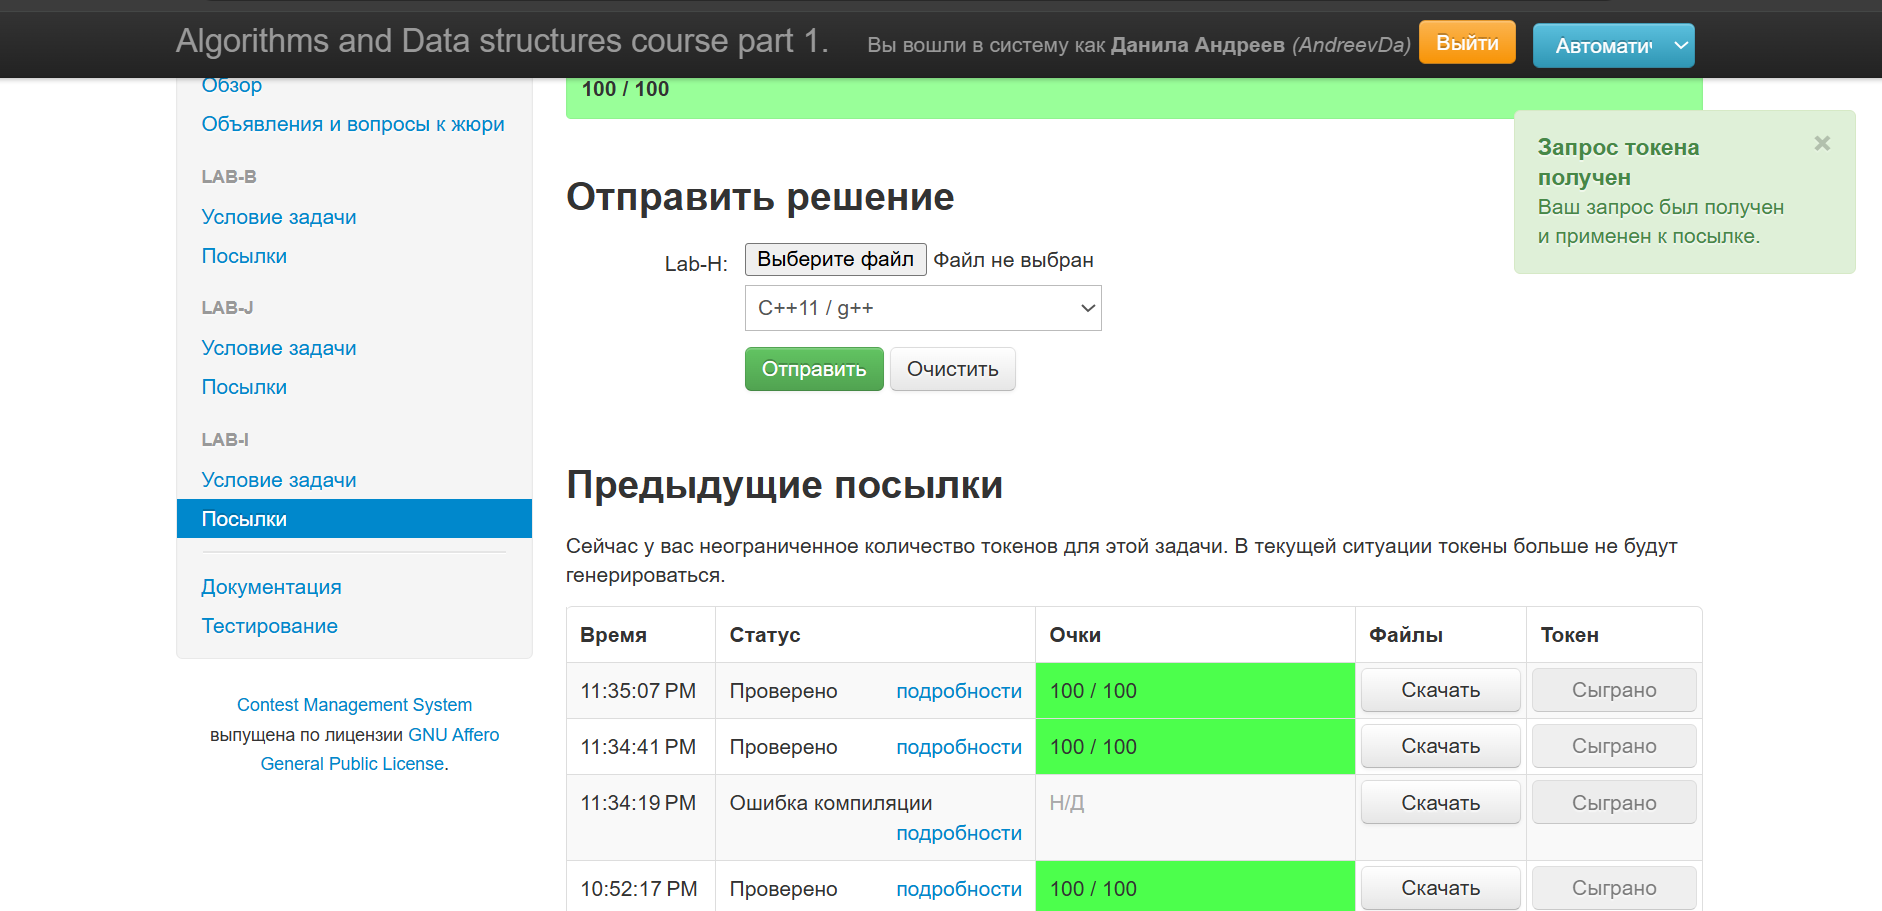 Algorithms and Data structures course part 1.
Вы вошли в систему как Данила Андреев (AndreevDa)
Выйти
Автомати
Обзор
Объявления и вопросы к жюри
LAB-B
Условие задачи
Посылки
LAB-J
Условие задачи
Посылки
LAB-I
Условие задачи
Посылки
Документация
Тестирование
Contest Management System
выпущена по лицензии GNU Affero
General Public License.
100 / 100
Запрос токена
получен
Ваш запрос был получен
и применен к посылке.
×
Отправить решение
Lab-H: Выберите файл Файл не выбран
C++11 / g++
Отправить Очистить
Предыдущие посылки
Сейчас у вас неограниченное количество токенов для этой задачи. В текущей ситуации токены больше не будут
генерироваться.
Время Статус Очки Файлы Токен
11:35:07 PM Проверено подробности 100 / 100 Скачать Сыграно
11:34:41 PM Проверено подробности 100 / 100 Скачать Сыграно
11:34:19 PM Ошибка компиляции Н/Д Скачать Сыграно
подробности
10:52:17 PM Проверено подробности 100 / 100 Скачать Сыграно